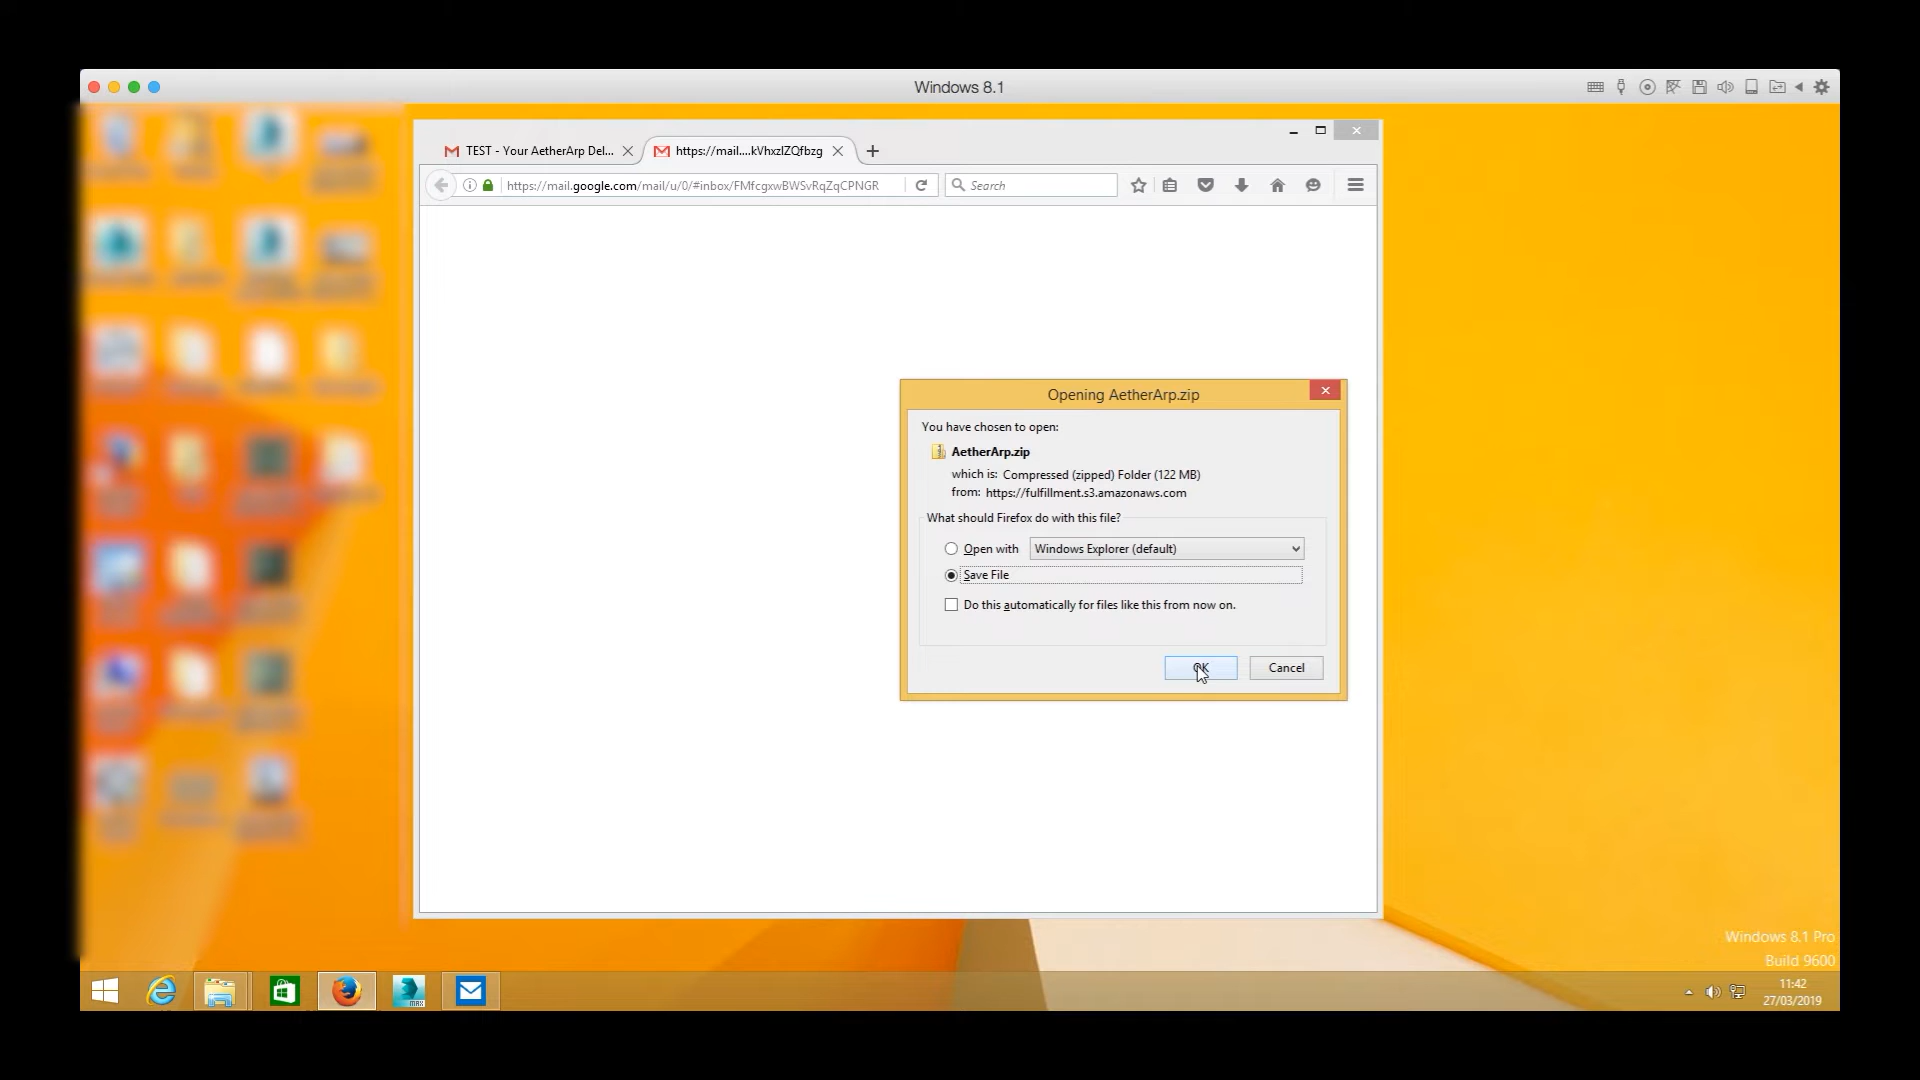 Windows 8.1
TEST - Your AetherArp Del...
https://mail....kVhxzlZQfbzg
https://mail.google.com/mail/u/0/#inbox/FMfcgxwBWSvRqZqCPNGR
Search
Opening AetherArp.zip
You have chosen to open:
AetherArp.zip
which is: Compressed (zipped) Folder (122 MB)
from: https://fulfillment.s3.amazonaws.com
What should Firefox do with this file?
Open with
Windows Explorer (default)
Save File
Do this automatically for files like this from now on.
OK
Cancel
Windows 8.1 Pro
Build 9600
MAX
11:42
27/03/2019